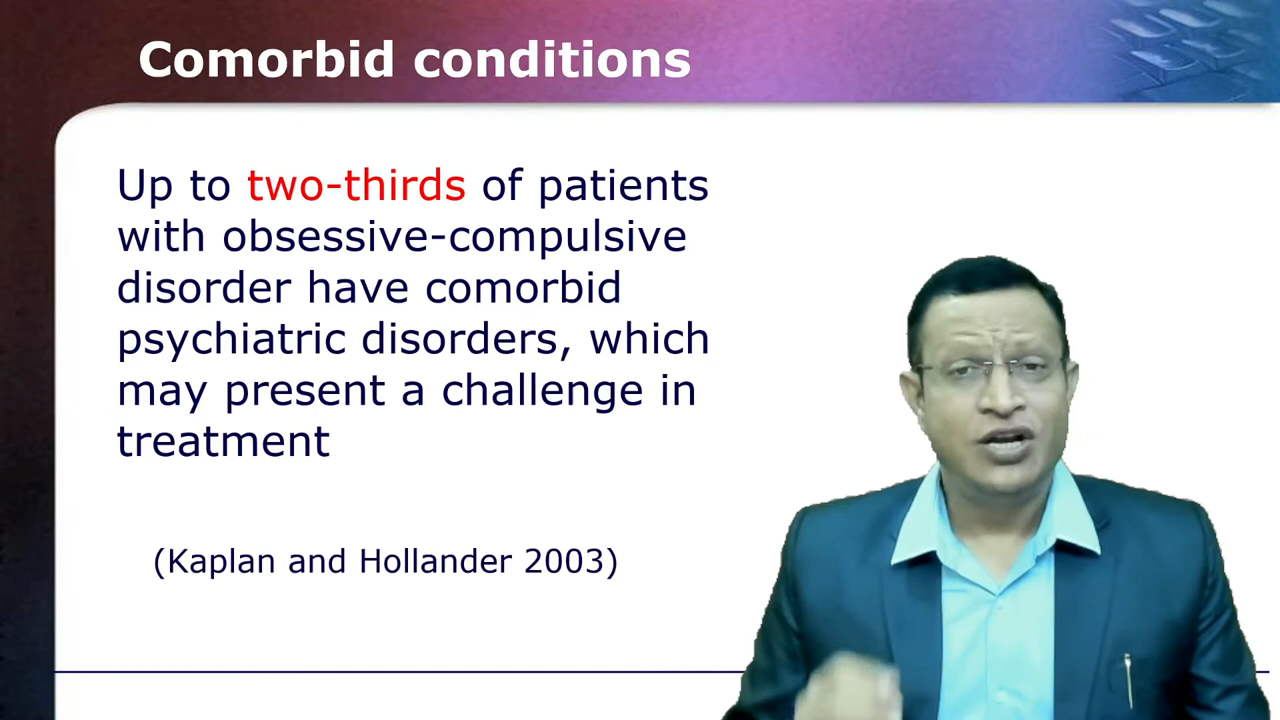 Comorbid conditions
Up to two-thirds of patients
with obsessive-compulsive
disorder have comorbid
psychiatric disorders, which
may present a challenge in
treatment
(Kaplan and Hollander 2003)